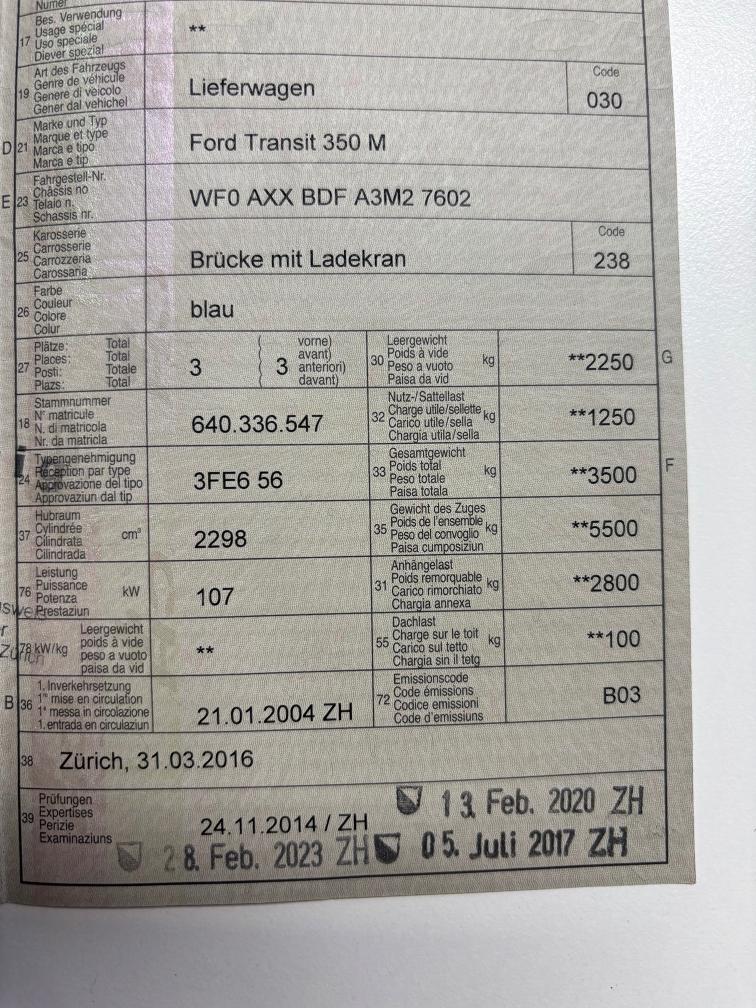 Numer
17 Bes. Verwendung
Usage spécial
Uso speciale
Diever spezial
**
19 Art des Fahrzeugs
Genre de véhicule
Genere di veicolo
Gener dal vehichel
Lieferwagen
Code
030
D 21 Marke und Typ
Marque et type
Marca e tipo
Marca e tip
Ford Transit 350 M
E 23 Fahrgestell-Nr.
Châssis no
Telaio n.
Schassis nr.
WF0 AXX BDF A3M2 7602
25 Karosserie
Carrosserie
Carrozzeria
Carossaria
Brücke mit Ladekran
Code
238
26 Farbe
Couleur
Colore
Colur
blau
27 Plätze: Total
Places: Total
Posti: Totale
Plazs: Total
3
( 3 vorne)
avant)
anteriori)
davant)
30 Leergewicht
Poids à vide kg
Peso a vuoto
Paisa da vid
**2250 G
18 Stammnummer
N° matricule
N. di matricola
Nr. da matricla
640.336.547
32 Nutz-/Sattellast
Charge utile/sellette kg
Carico utile/sella
Chargia utila/sella
**1250
24 Typengenehmigung
Réception par type
Approvazione del tipo
Approvaziun dal tip
3FE6 56
33 Gesamtgewicht
Poids total kg
Peso totale
Paisa totala
**3500 F
37 Hubraum
Cylindrée cm³
Cilindrata
Cilindrada
2298
35 Gewicht des Zuges
Poids de l'ensemble kg
Peso del convoglio
Paisa cumposiziun
**5500
76 Leistung
Puissance kW
Potenza
Prestaziun
107
31 Anhängelast
Poids remorquable kg
Carico rimorchiato
Chargia annexa
**2800
78 kW/kg Leergewicht
poids à vide
peso a vuoto
paisa da vid
**
55 Dachlast
Charge sur le toit kg
Carico sul tetto
Chargia sin il tetg
**100
B 36 1. Inverkehrsetzung
1re mise en circulation
1a messa in circolazione
1. entrada en circulaziun
21.01.2004 ZH
72 Emissionscode
Code émissions
Codice emissioni
Code d'emissiuns
B03
38 Zürich, 31.03.2016
39 Prüfungen
Expertises
Perizie
Examinaziuns
24.11.2014 / ZH
13. Feb. 2020 ZH
28. Feb. 2023 ZH
05. Juli 2017 ZH